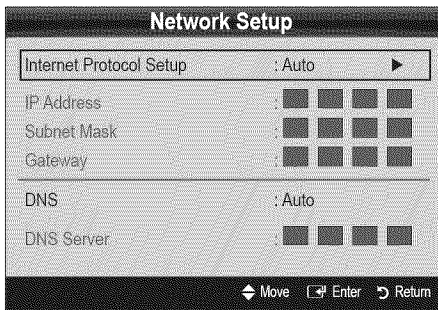 Network Setup
Internet Protocol Setup : Auto ▶
IP Address :
Subnet Mask :
Gateway :
DNS : Auto
DNS Server :
Move Enter Return